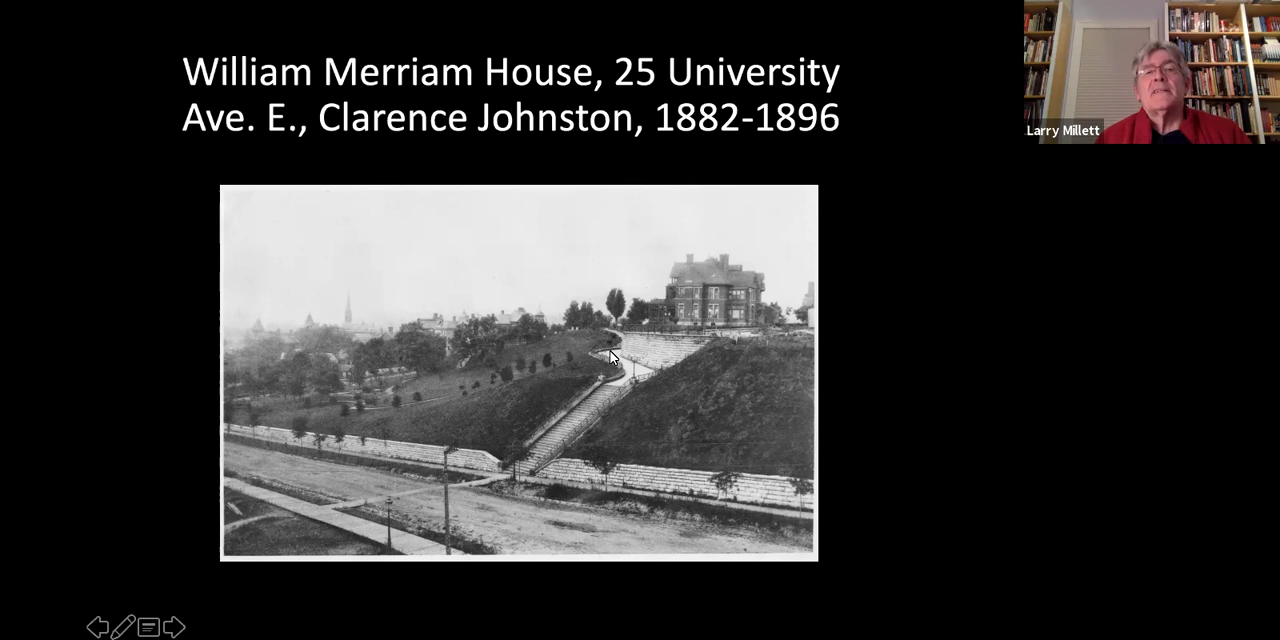 William Merriam House, 25 University
Ave. E., Clarence Johnston, 1882-1896
Larry Millett